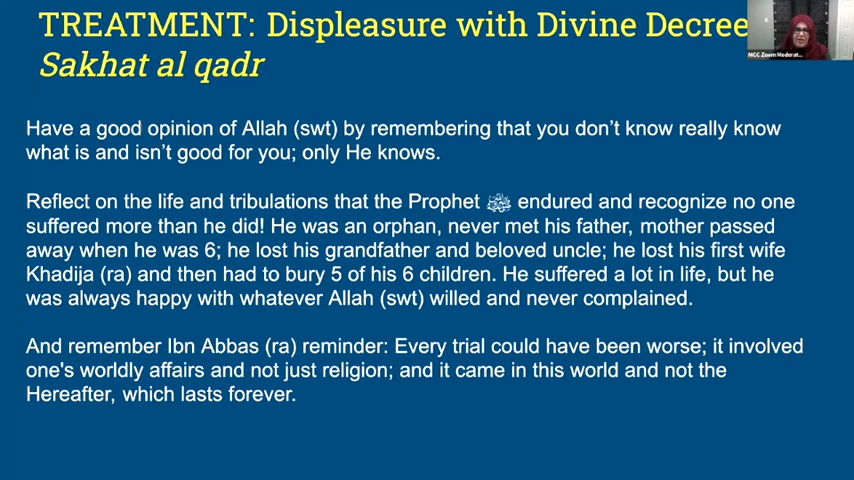 TREATMENT: Displeasure with Divine Decree
Sakhat al qadr
MCC Zoom Moderat...
Have a good opinion of Allah (swt) by remembering that you don’t know really know
what is and isn’t good for you; only He knows.
Reflect on the life and tribulations that the Prophet ﷺ endured and recognize no one
suffered more than he did! He was an orphan, never met his father, mother passed
away when he was 6; he lost his grandfather and beloved uncle; he lost his first wife
Khadija (ra) and then had to bury 5 of his 6 children. He suffered a lot in life, but he
was always happy with whatever Allah (swt) willed and never complained.
And remember Ibn Abbas (ra) reminder: Every trial could have been worse; it involved
one's worldly affairs and not just religion; and it came in this world and not the
Hereafter, which lasts forever.